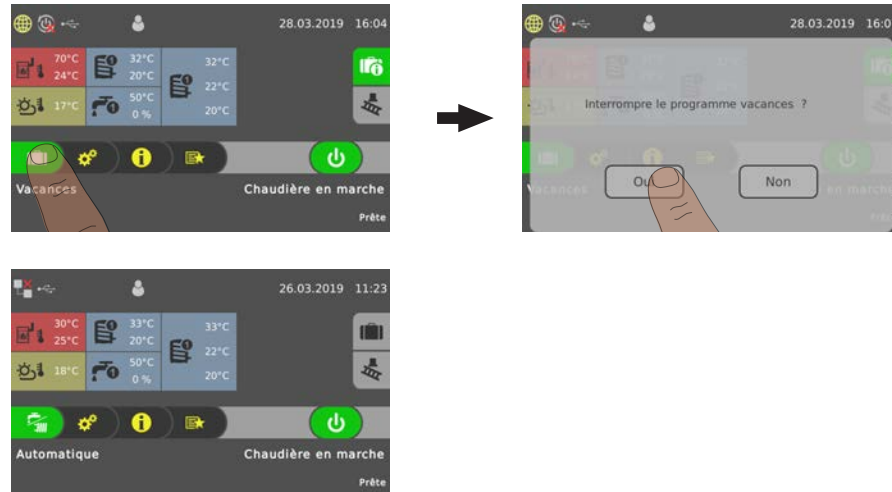 28.03.2019 16:04
70°C 32°C 32°C
24°C 20°C 22°C
17°C 50°C 20°C
0 %
Vacances Chaudière en marche
Prête
28.03.2019 16:0
Interrompre le programme vacances ?
Oui Non
26.03.2019 11:23
30°C 33°C 33°C
25°C 20°C 22°C
18°C 50°C 20°C
0 %
Automatique Chaudière en marche
Prête